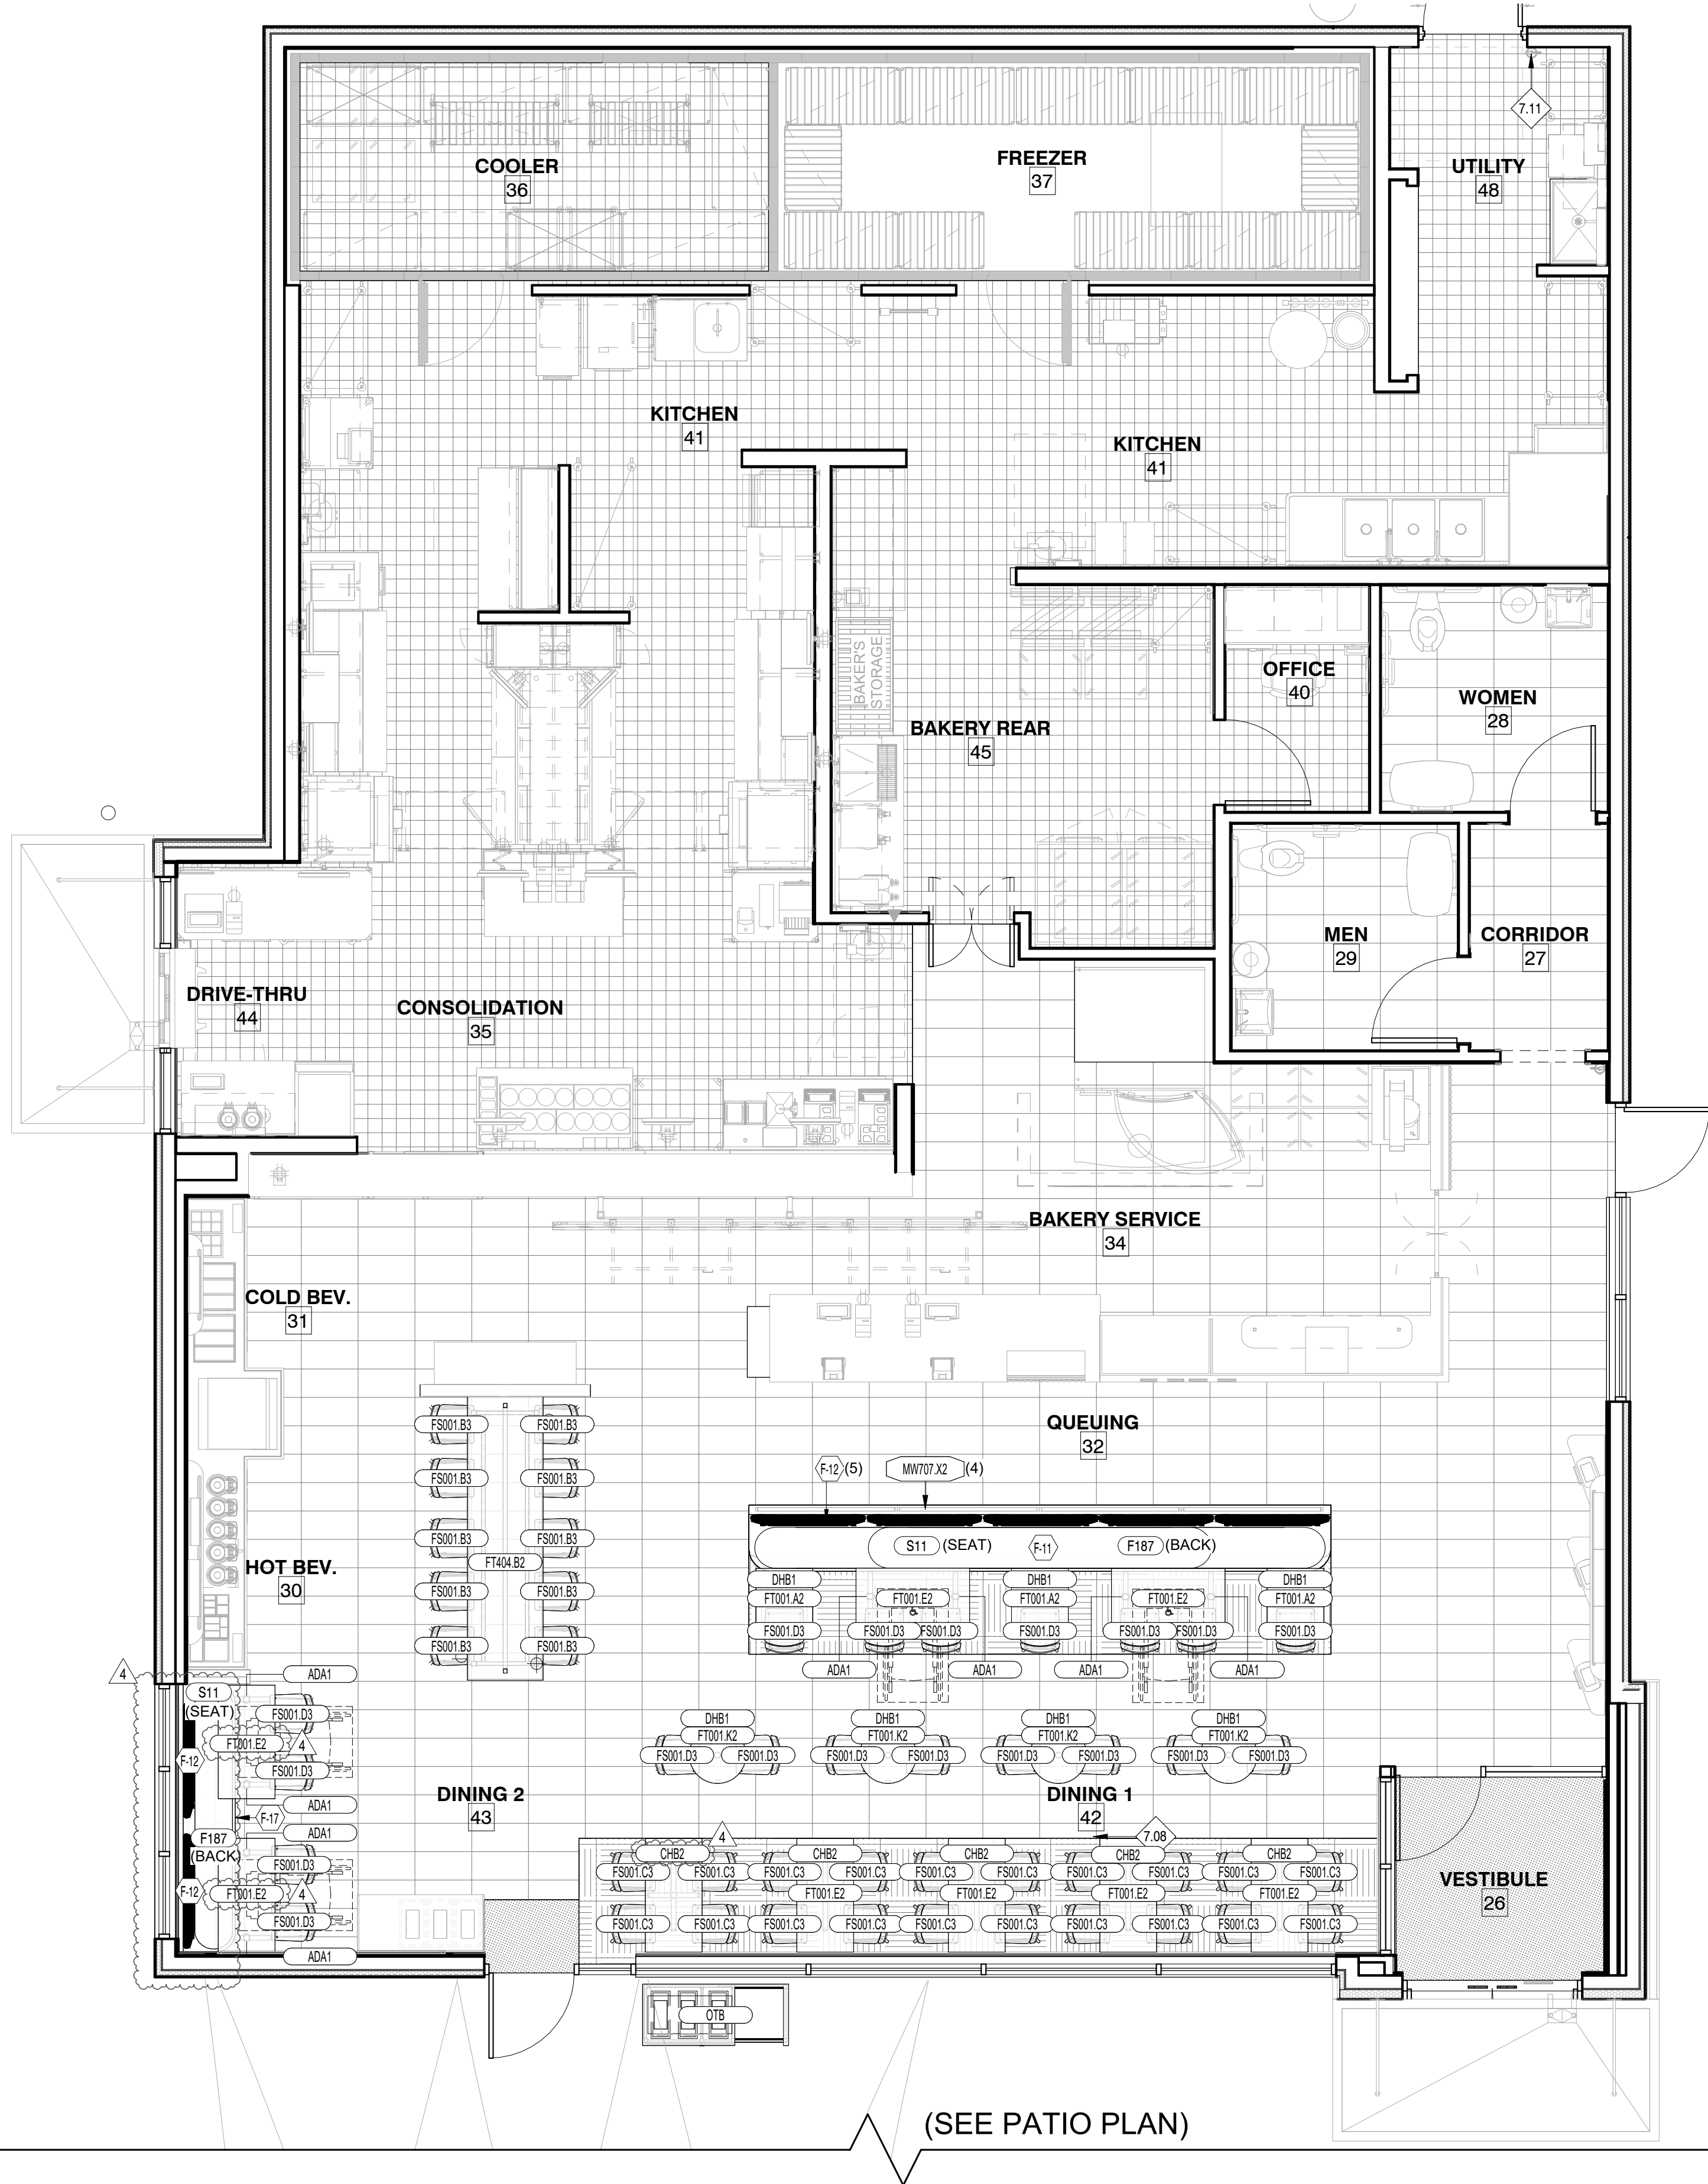 7.11
COOLER
36
FREEZER
37
UTILITY
48
KITCHEN
41
KITCHEN
41
BAKER'S
STORAGE
OFFICE
40
WOMEN
28
BAKERY REAR
45
MEN
29
CORRIDOR
27
DRIVE-THRU
44
CONSOLIDATION
35
BAKERY SERVICE
34
COLD BEV.
31
QUEUING
32
FS001.B3 FS001.B3
F-12 (5) MW707.X2 (4)
FS001.B3 FS001.B3
FS001.B3 FS001.B3
S11 (SEAT) F-11 F187 (BACK)
FT404.B2
HOT BEV.
30
DHB1 DHB1 DHB1
FS001.B3 FS001.B3
FT001.A2 FT001.E2 FT001.A2 FT001.E2 FT001.A2
FS001.D3 FS001.D3 FS001.D3 FS001.D3 FS001.D3 FS001.D3 FS001.D3
FS001.B3 FS001.B3
ADA1 ADA1 ADA1 ADA1
4
ADA1
S11
(SEAT)
FS001.D3
DHB1 DHB1 DHB1 DHB1
FT001.K2 FT001.K2 FT001.K2 FT001.K2
FT001.E2 4
FS001.D3 FS001.D3 FS001.D3 FS001.D3 FS001.D3 FS001.D3 FS001.D3 FS001.D3
F-12
FS001.D3
DINING 2
43
DINING 1
42
ADA1
F-17
ADA1
F187
(BACK)
4
7.08
CHB2 CHB2 CHB2 CHB2 CHB2
FS001.D3
FS001.C3 FS001.C3 FS001.C3 FS001.C3 FS001.C3 FS001.C3 FS001.C3 FS001.C3 FS001.C3 FS001.C3
VESTIBULE
26
F-12
FT001.E2 4
FT001.E2 FT001.E2 FT001.E2 FT001.E2
FS001.D3
FS001.C3 FS001.C3 FS001.C3 FS001.C3 FS001.C3 FS001.C3 FS001.C3 FS001.C3 FS001.C3 FS001.C3
ADA1
OTB
(SEE PATIO PLAN)